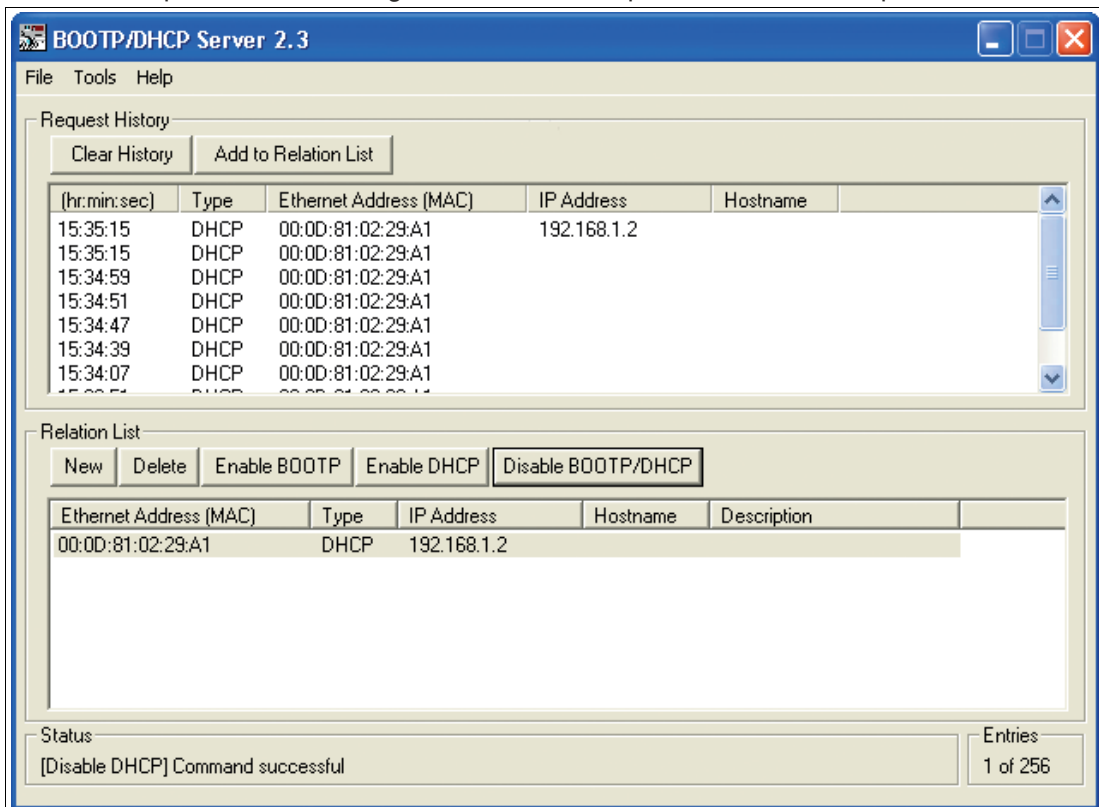 BOOTP/DHCP Server 2.3
File Tools Help
Request History
Clear History Add to Relation List
(hr:min:sec) Type Ethernet Address (MAC) IP Address Hostname
15:35:15 DHCP 00:0D:81:02:29:A1 192.168.1.2
15:35:15 DHCP 00:0D:81:02:29:A1
15:34:59 DHCP 00:0D:81:02:29:A1
15:34:51 DHCP 00:0D:81:02:29:A1
15:34:47 DHCP 00:0D:81:02:29:A1
15:34:39 DHCP 00:0D:81:02:29:A1
15:34:07 DHCP 00:0D:81:02:29:A1
Relation List
New Delete Enable BOOTP Enable DHCP Disable BOOTP/DHCP
Ethernet Address (MAC) Type IP Address Hostname Description
00:0D:81:02:29:A1 DHCP 192.168.1.2
Status
[Disable DHCP] Command successful
Entries
1 of 256